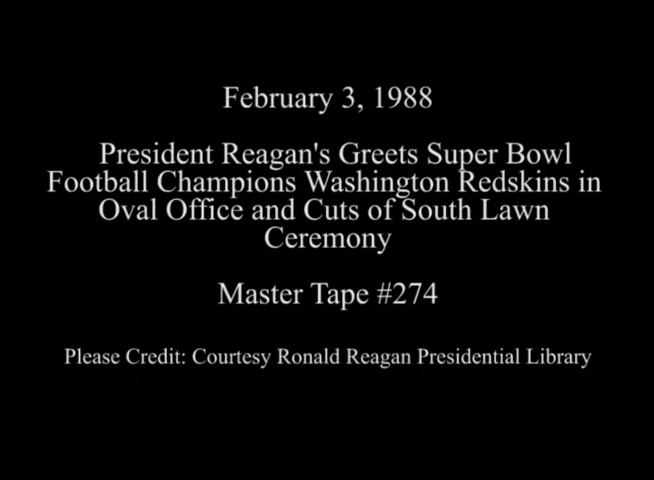 February 3, 1988
President Reagan's Greets Super Bowl
Football Champions Washington Redskins in
Oval Office and Cuts of South Lawn
Ceremony
Master Tape #274
Please Credit: Courtesy Ronald Reagan Presidential Library